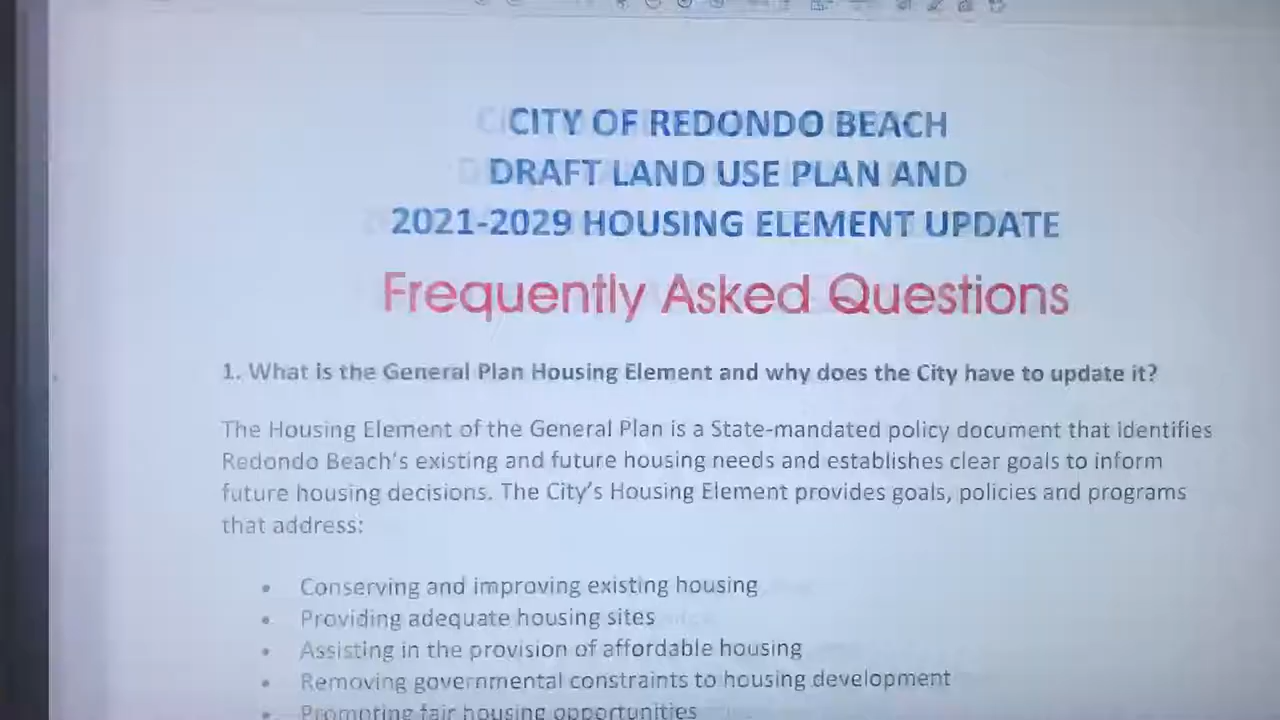 CITY OF REDONDO BEACH
DRAFT LAND USE PLAN AND
2021-2029 HOUSING ELEMENT UPDATE
Frequently Asked Questions
1. What is the General Plan Housing Element and why does the City have to update it?
The Housing Element of the General Plan is a State-mandated policy document that identifies
Redondo Beach's existing and future housing needs and establishes clear goals to inform
future housing decisions. The City's Housing Element provides goals, policies and programs
that address:
• Conserving and improving existing housing
• Providing adequate housing sites
• Assisting in the provision of affordable housing
• Removing governmental constraints to housing development
• Promoting fair housing opportunities